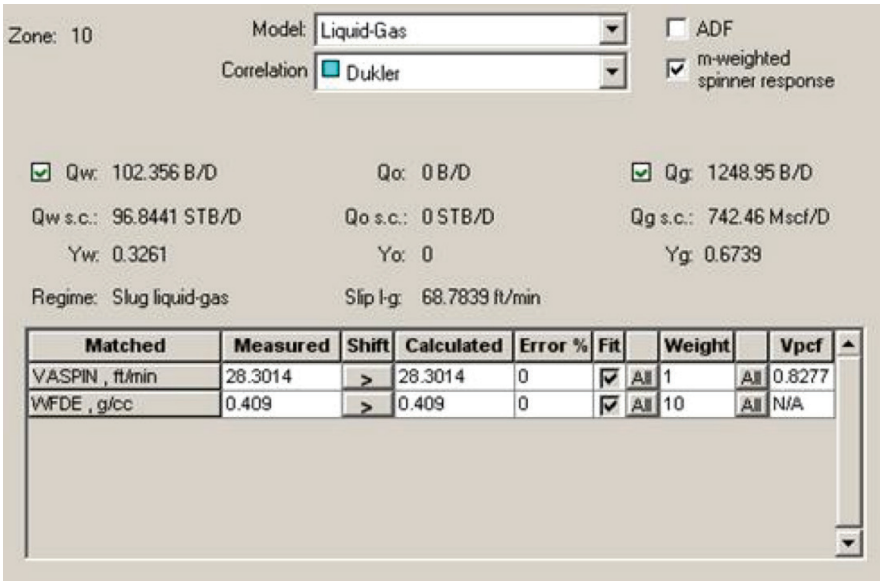 Zone: 10 Model: Liquid-Gas ADF
Correlation Dukler m-weighted
spinner response
Qw: 102.356 B/D Qo: 0 B/D Qg: 1248.95 B/D
Qw s.c.: 96.8441 STB/D Qo s.c.: 0 STB/D Qg s.c.: 742.46 Mscf/D
Yw: 0.3261 Yo: 0 Yg: 0.6739
Regime: Slug liquid-gas Slip l-g: 68.7839 ft/min
Matched Measured Shift Calculated Error % Fit Weight Vpcf
VASPIN , ft/min 28.3014 > 28.3014 0 All 1 All 0.8277
WFDE , g/cc 0.409 > 0.409 0 All 10 All N/A